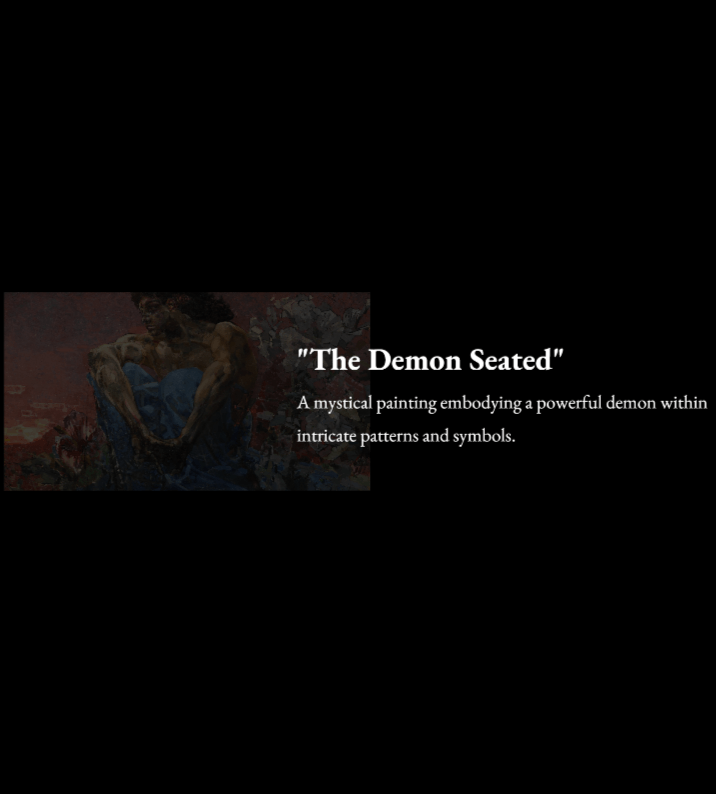 "The Demon Seated"
A mystical painting embodying a powerful demon within
intricate patterns and symbols.